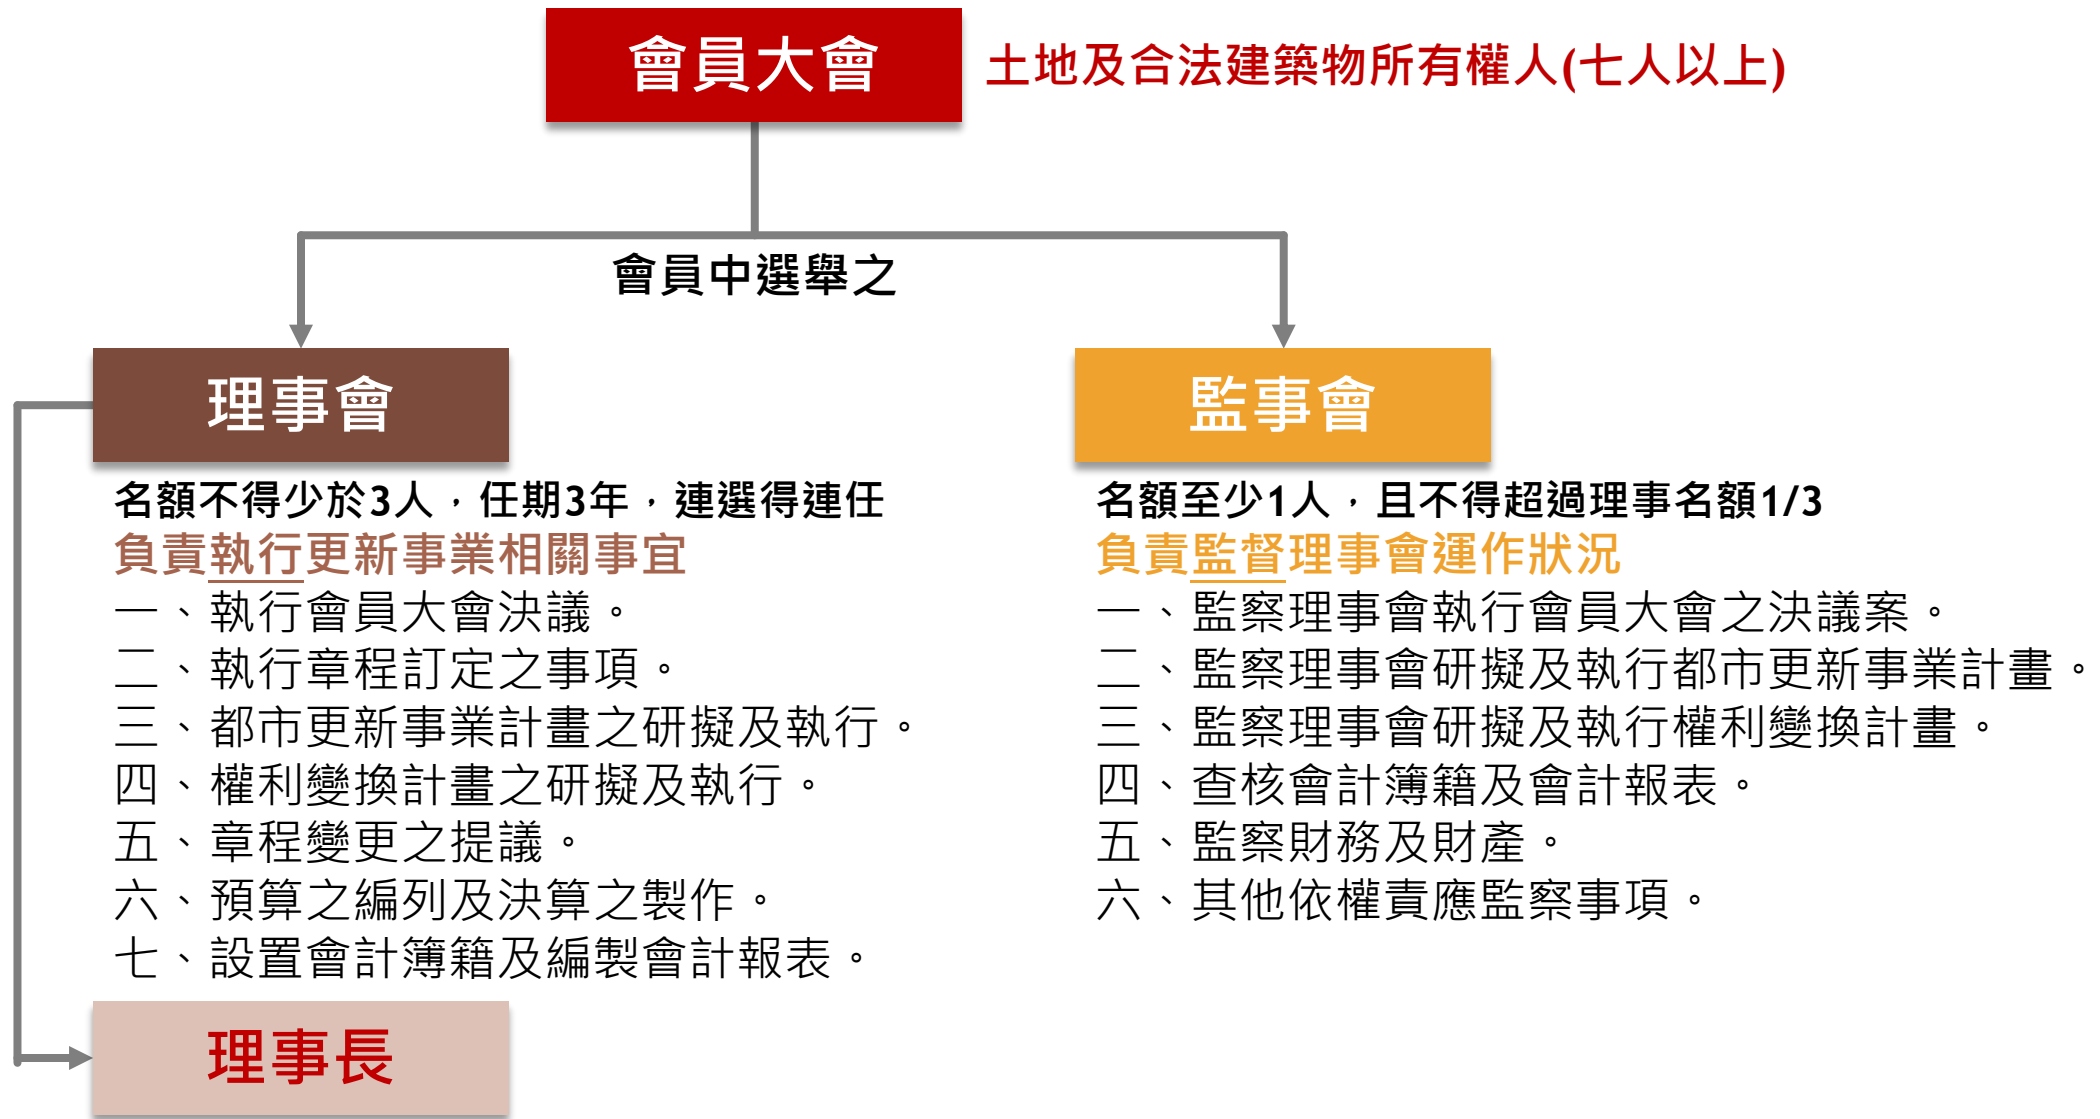 會員大會
土地及合法建築物所有權人(七人以上)
會員中選舉之
理事會
名額不得少於3人，任期3年，連選得連任
負責執行更新事業相關事宜
一、執行會員大會決議。
二、執行章程訂定之事項。
三、都市更新事業計畫之研擬及執行。
四、權利變換計畫之研擬及執行。
五、章程變更之提議。
六、預算之編列及決算之製作。
七、設置會計簿籍及編製會計報表。
理事長
監事會
名額至少1人，且不得超過理事名額1/3
負責監督理事會運作狀況
一、監察理事會執行會員大會之決議案。
二、監察理事會研擬及執行都市更新事業計畫。
三、監察理事會研擬及執行權利變換計畫。
四、查核會計簿籍及會計報表。
五、監察財務及財產。
六、其他依權責應監察事項。